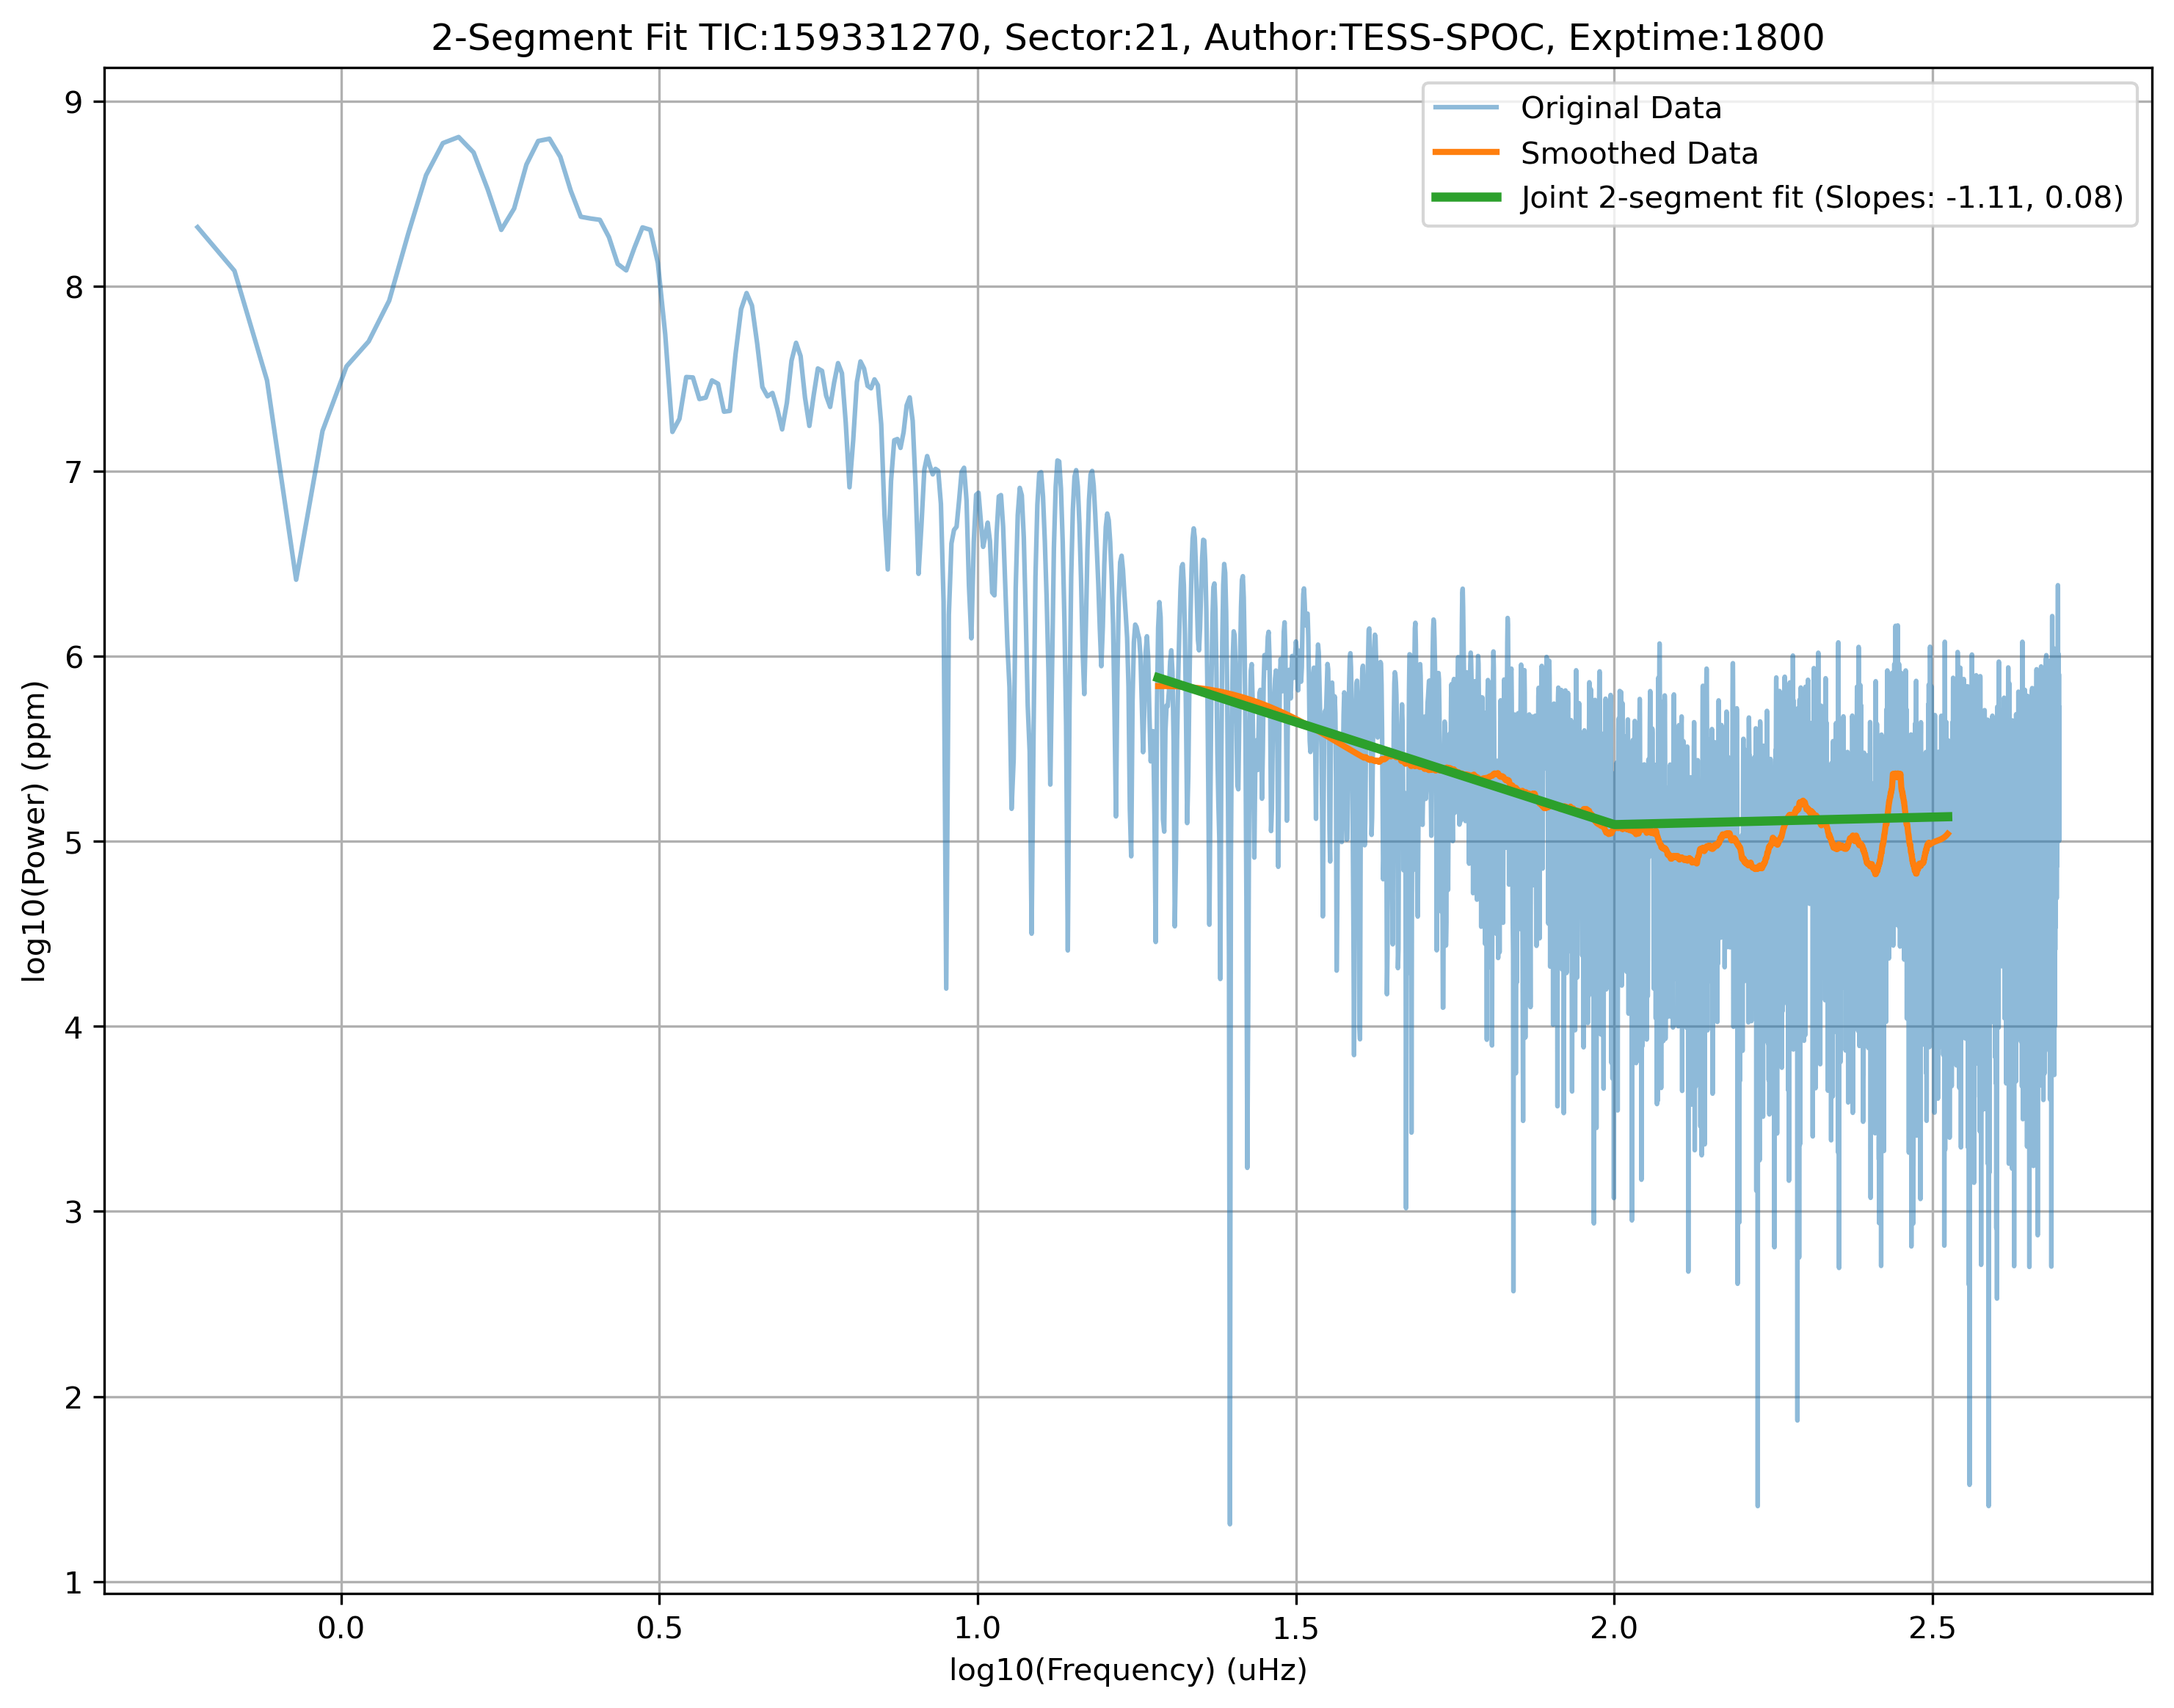 2-Segment Fit TIC:159331270, Sector:21, Author:TESS-SPOC, Exptime:1800
Original Data
Smoothed Data
Joint 2-segment fit (Slopes: -1.11, 0.08)
9
8
7
6
5
4
3
2
1
log10(Power) (ppm)
0.0 0.5 1.0 1.5 2.0 2.5
log10(Frequency) (uHz)